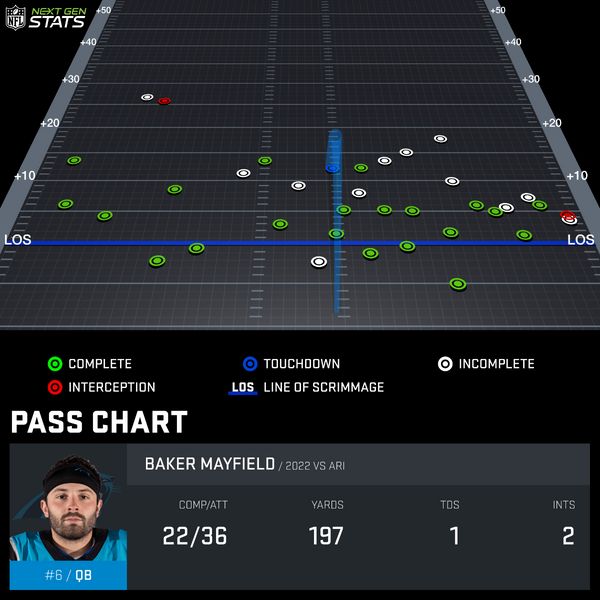 NFL NEXT GEN STATS
+50 +50
+30 +30
+20 +20
+10 +10
LOS LOS
COMPLETE TOUCHDOWN INCOMPLETE
INTERCEPTION LOS LINE OF SCRIMMAGE
PASS CHART
BAKER MAYFIELD / 2022 VS ARI
COMP/ATT YARDS TDS INTS
22/36 197 1 2
#6 / QB